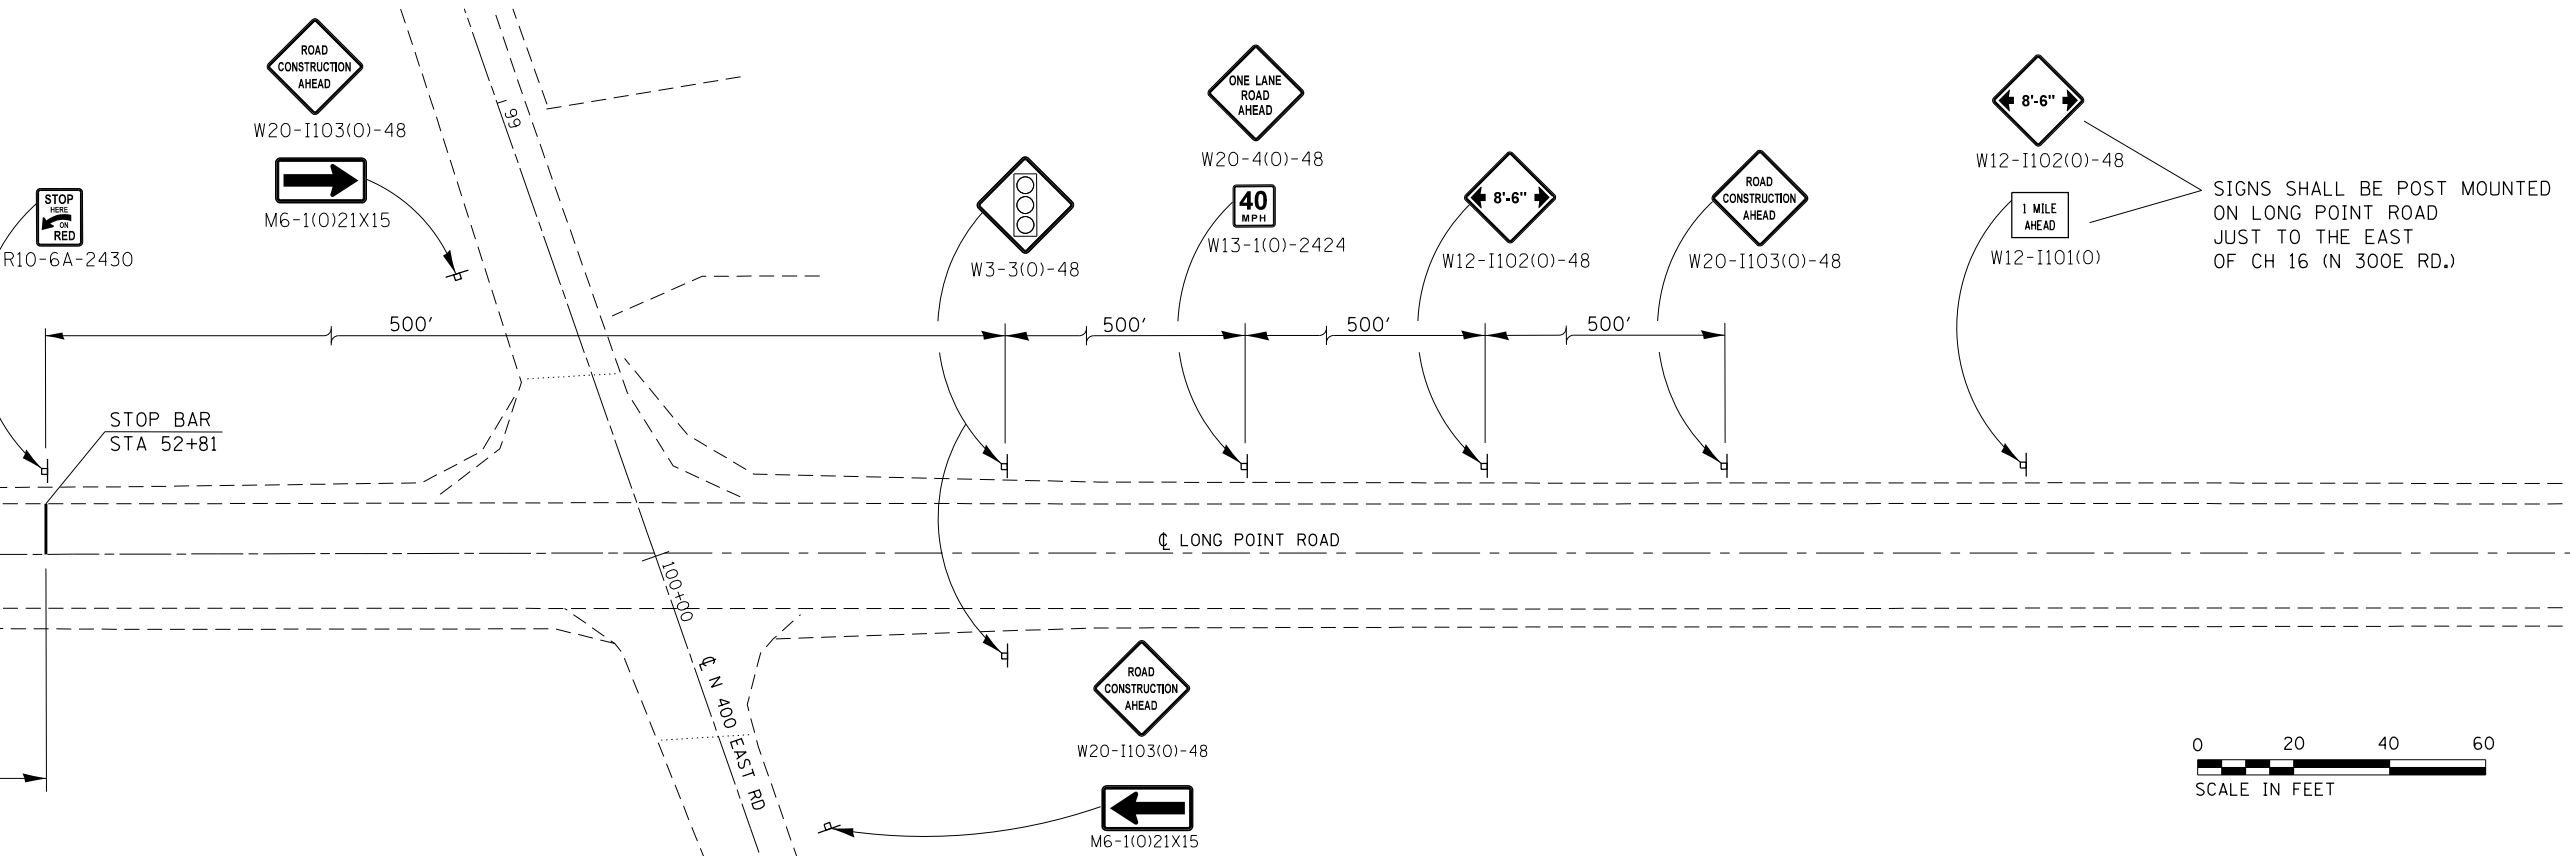 ROAD
CONSTRUCTION
AHEAD
W20-I103(O)-48
M6-1(O)21X15
STOP
HERE
ON
RED
R10-6A-2430
99
W3-3(O)-48
ONE LANE
ROAD
AHEAD
W20-4(O)-48
40
MPH
W13-1(O)-2424
8'-6"
W12-I102(O)-48
ROAD
CONSTRUCTION
AHEAD
W20-I103(O)-48
8'-6"
W12-I102(O)-48
1 MILE
AHEAD
W12-I101(O)
SIGNS SHALL BE POST MOUNTED
ON LONG POINT ROAD
JUST TO THE EAST
OF CH 16 (N 300E RD.)
500'
500'
500'
500'
STOP BAR
STA 52+81
℄ LONG POINT ROAD
100+00
℄ N 400 EAST RD
ROAD
CONSTRUCTION
AHEAD
W20-I103(O)-48
M6-1(O)21X15
0 20 40 60
SCALE IN FEET